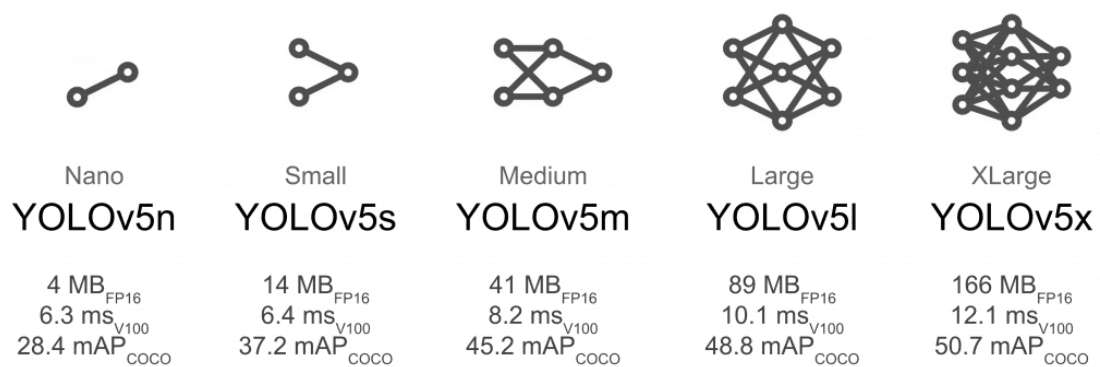 Nano Small Medium Large XLarge
YOLOv5n YOLOv5s YOLOv5m YOLOv5l YOLOv5x
4 MB FP16 14 MB FP16 41 MB FP16 89 MB FP16 166 MB FP16
6.3 ms V100 6.4 ms V100 8.2 ms V100 10.1 ms V100 12.1 ms V100
28.4 mAP COCO 37.2 mAP COCO 45.2 mAP COCO 48.8 mAP COCO 50.7 mAP COCO